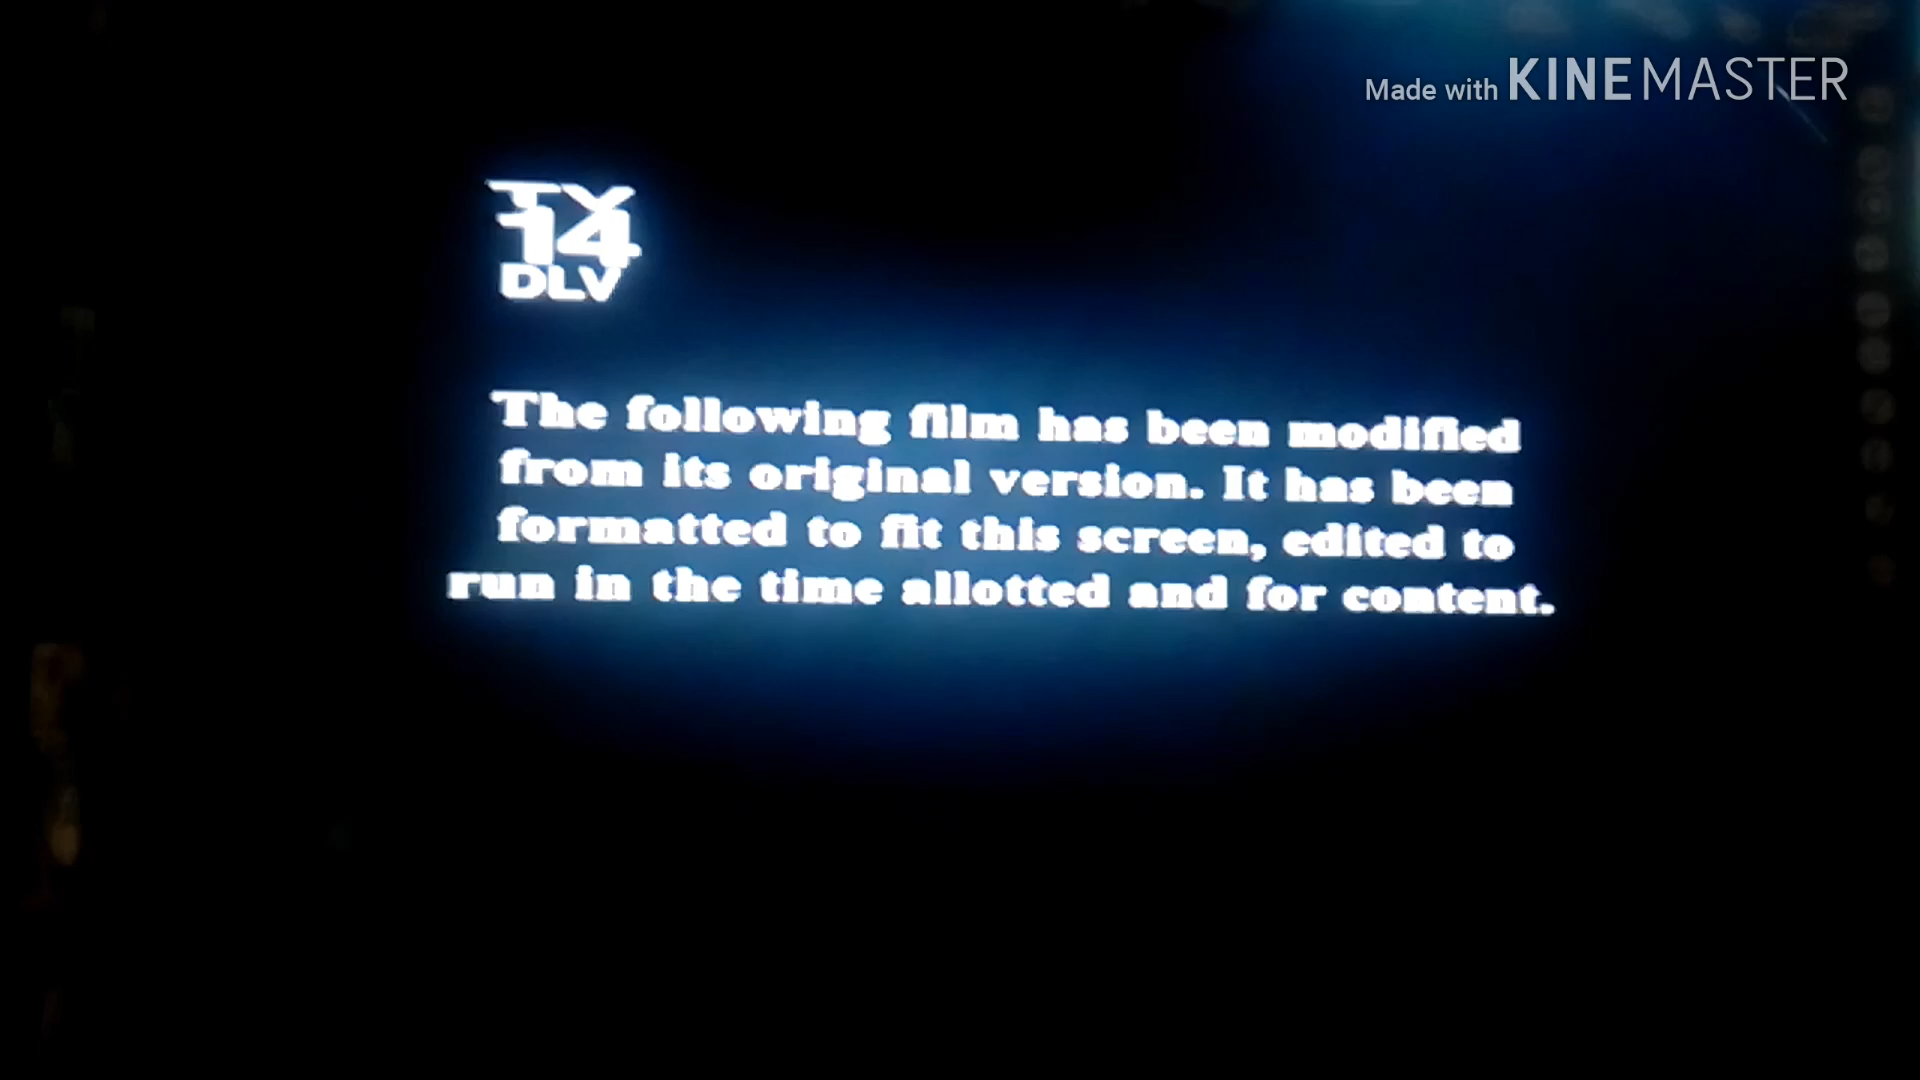 Made with KINEMASTER
TV
14
DLV
The following film has been modified
from its original version. It has been
formatted to fit this screen, edited to
run in the time allotted and for content.